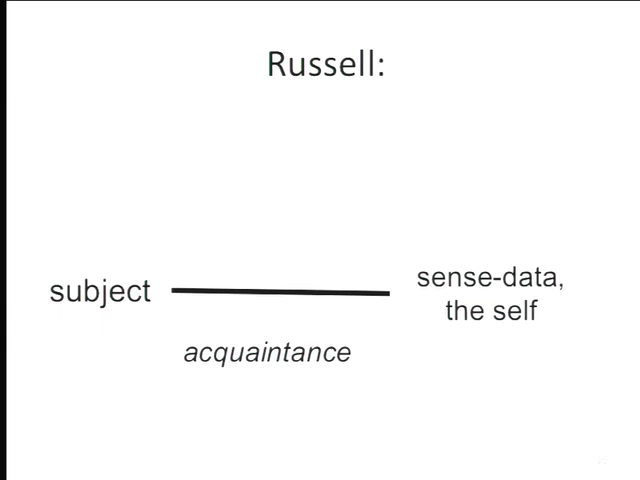 Russell:
subject
sense-data,
the self
acquaintance